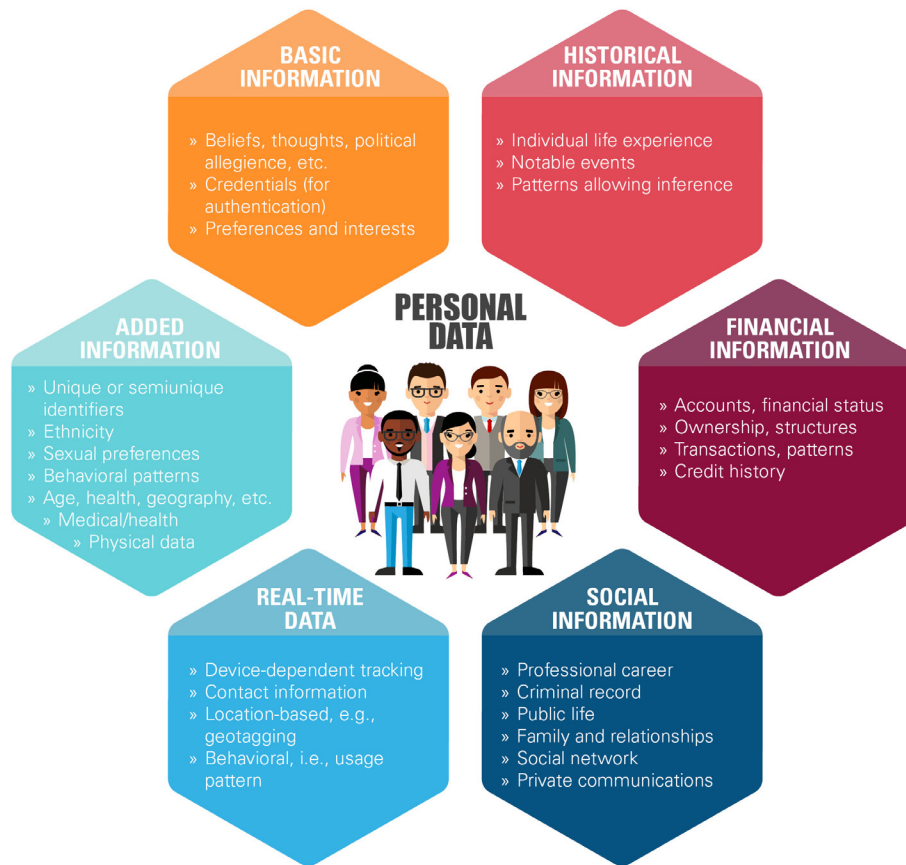 BASIC
INFORMATION
» Beliefs, thoughts, political
allegience, etc.
» Credentials (for
authentication)
» Preferences and interests
HISTORICAL
INFORMATION
» Individual life experience
» Notable events
» Patterns allowing inference
PERSONAL
DATA
ADDED
INFORMATION
» Unique or semiunique
identifiers
» Ethnicity
» Sexual preferences
» Behavioral patterns
» Age, health, geography, etc.
» Medical/health
» Physical data
FINANCIAL
INFORMATION
» Accounts, financial status
» Ownership, structures
» Transactions, patterns
» Credit history
REAL-TIME
DATA
» Device-dependent tracking
» Contact information
» Location-based, e.g.,
geotagging
» Behavioral, i.e., usage
pattern
SOCIAL
INFORMATION
» Professional career
» Criminal record
» Public life
» Family and relationships
» Social network
» Private communications